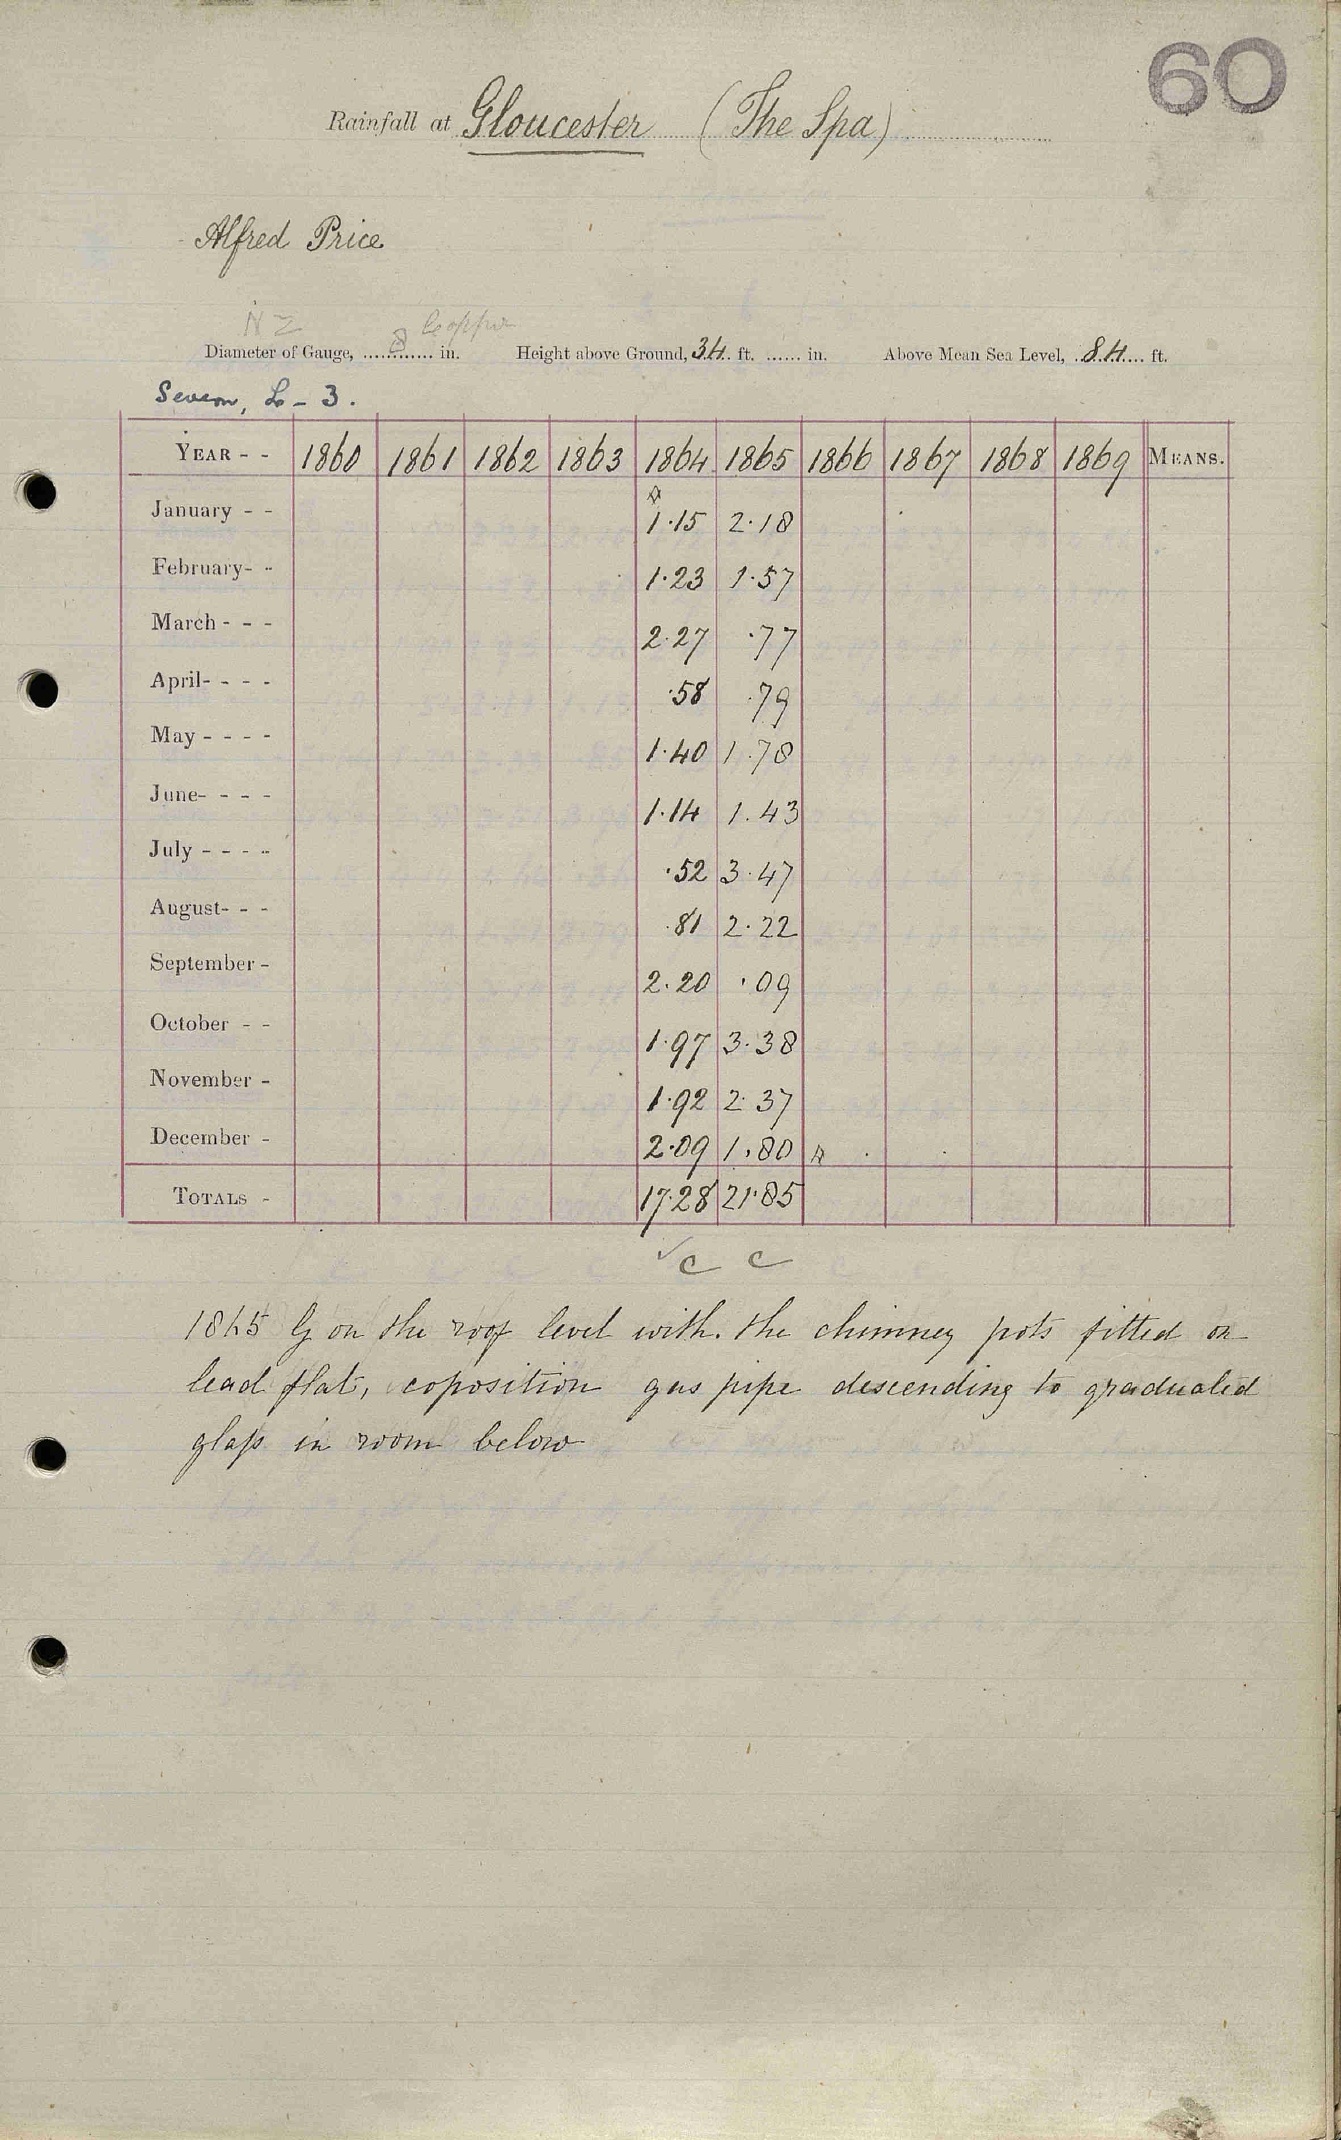 60
Rainfall at Gloucester (The Spa)
Alfred Price
NZ 8 Copper
Diameter of Gauge, ............ in. Height above Ground, 34 ft. ...... in. Above Mean Sea Level, 84 ft.
Severn, L - 3.
YEAR - - 1860 1861 1862 1863 1864 1865 1866 1867 1868 1869 MEANS.
January - - 1.15 2.18
February - - 1.23 1.57
March - - - 2.27 .77
April - - - - .58 .79
May - - - - 1.40 1.78
June - - - - 1.14 1.43
July - - - - .52 3.47
August - - - .81 2.22
September - 2.20 .09
October - - 1.97 3.38
November - 1.92 2.37
December - 2.09 1.80
TOTALS - 17.28 21.85
✓ c c
1865 G on the roof level with the chimney pots fitted on
lead flat, coposition gas pipe descending to graduated
glass in room below